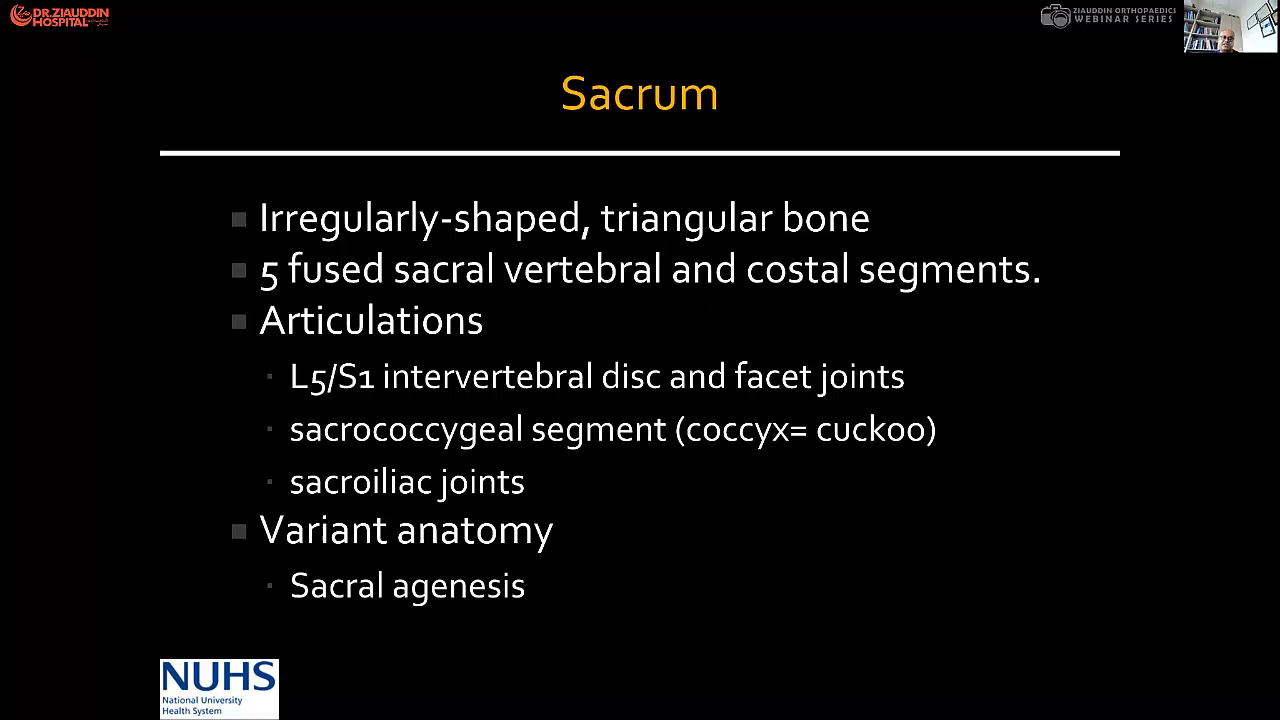 DR.ZIAUDDIN
HOSPITAL
ZIAUDDIN ORTHOPAEDICS
WEBINAR SERIES
Sacrum
Irregularly-shaped, triangular bone
5 fused sacral vertebral and costal segments.
Articulations
L5/S1 intervertebral disc and facet joints
sacrococcygeal segment (coccyx= cuckoo)
sacroiliac joints
Variant anatomy
Sacral agenesis
NUHS
National University
Health System